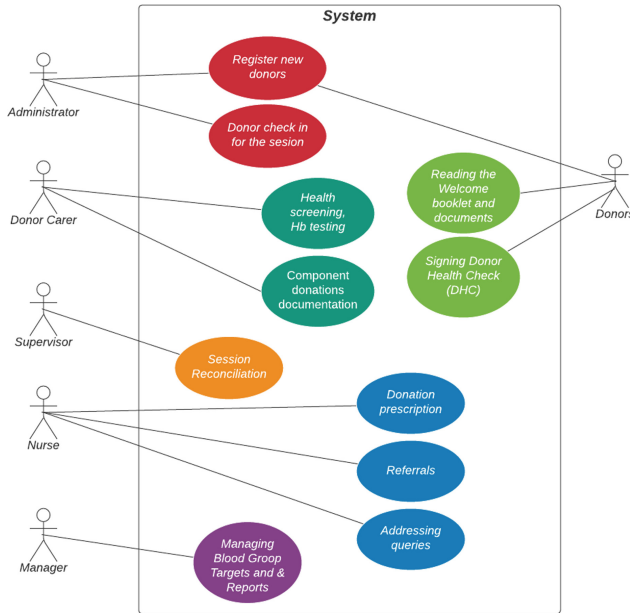 System
Register new
donors
Administrator
Donor check in
for the sesion
Reading the
Welcome
booklet and
documents
Donors
Donor Carer
Health
screening,
Hb testing
Signing Donor
Health Check
(DHC)
Component
donations
documentation
Supervisor
Session
Reconciliation
Donation
prescription
Nurse
Referrals
Addressing
queries
Manager
Managing
Blood Groop
Targets and &
Reports